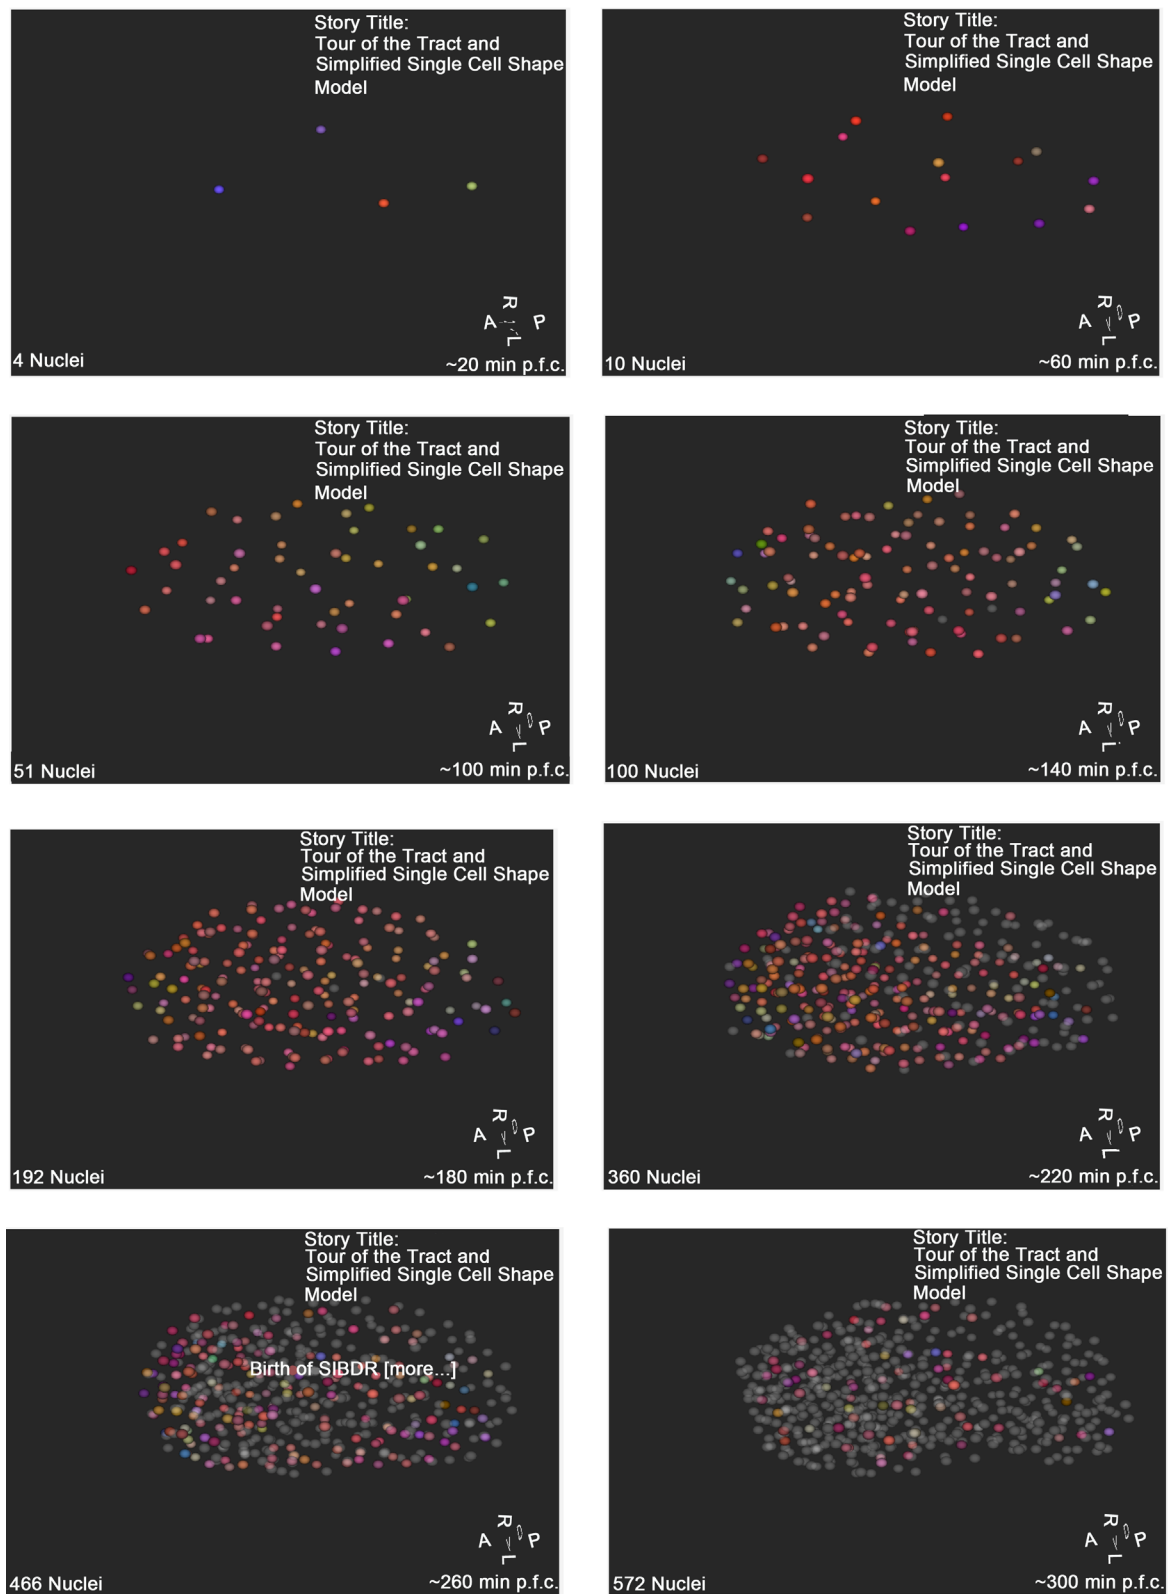 Story Title:
Tour of the Tract and
Simplified Single Cell Shape
Model
R
A P
L
4 Nuclei
~20 min p.f.c.
Story Title:
Tour of the Tract and
Simplified Single Cell Shape
Model
R
A V D P
L
10 Nuclei
~60 min p.f.c.
Story Title:
Tour of the Tract and
Simplified Single Cell Shape
Model
R
A V D P
L
51 Nuclei
~100 min p.f.c.
Story Title:
Tour of the Tract and
Simplified Single Cell Shape
Model
R
A V D P
L
100 Nuclei
~140 min p.f.c.
Story Title:
Tour of the Tract and
Simplified Single Cell Shape
Model
R
A V D P
L
192 Nuclei
~180 min p.f.c.
Story Title:
Tour of the Tract and
Simplified Single Cell Shape
Model
R
A V D P
L
360 Nuclei
~220 min p.f.c.
Story Title:
Tour of the Tract and
Simplified Single Cell Shape
Model
Birth of SIBDR [more...]
R
A V D P
L
466 Nuclei
~260 min p.f.c.
Story Title:
Tour of the Tract and
Simplified Single Cell Shape
Model
R
A V D P
L
572 Nuclei
~300 min p.f.c.